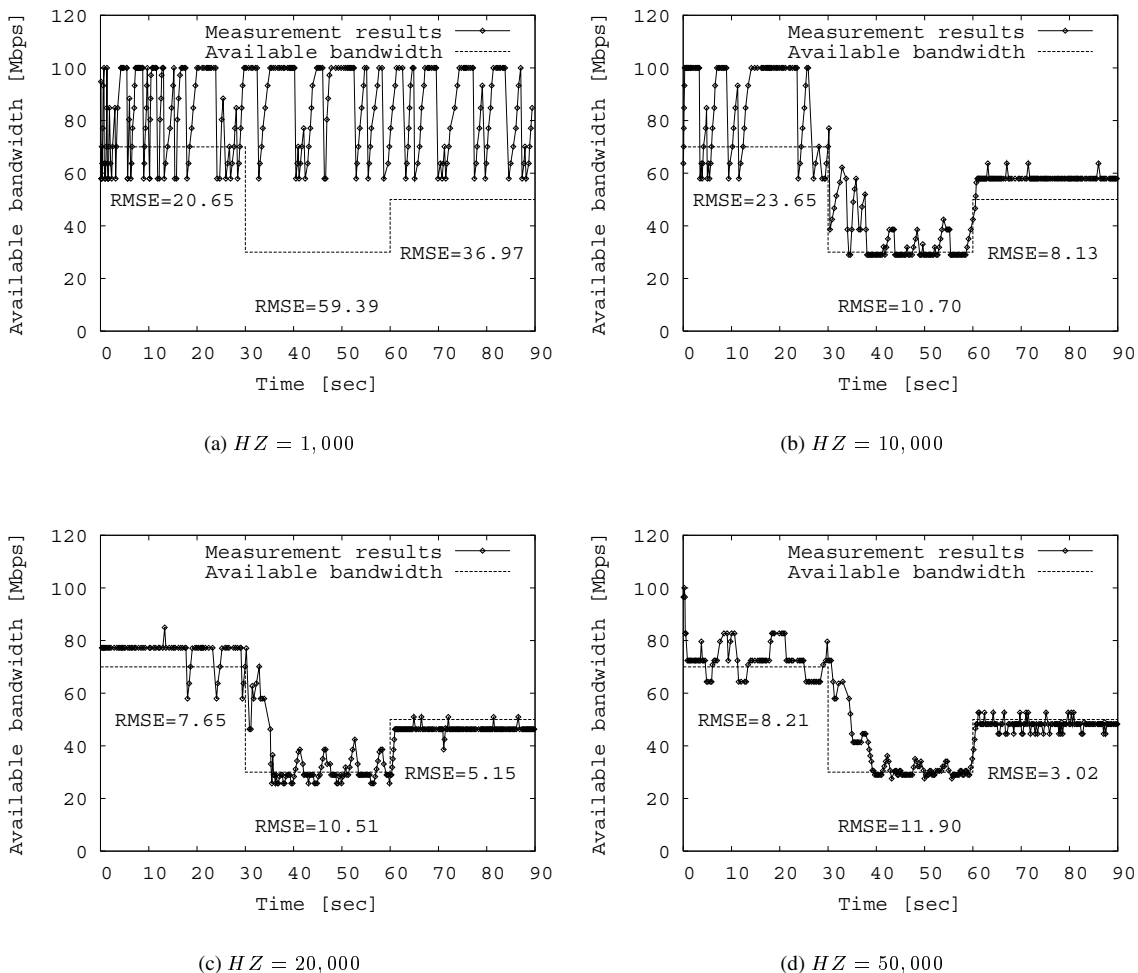 Available bandwidth [Mbps]
120
100
80
60
40
20
0
Measurement results
Available bandwidth
RMSE=20.65
RMSE=36.97
RMSE=59.39
0 10 20 30 40 50 60 70 80 90
Time [sec]
(a) HZ = 1,000
Available bandwidth [Mbps]
120
100
80
60
40
20
0
Measurement results
Available bandwidth
RMSE=23.65
RMSE=8.13
RMSE=10.70
0 10 20 30 40 50 60 70 80 90
Time [sec]
(b) HZ = 10,000
Available bandwidth [Mbps]
120
100
80
60
40
20
0
Measurement results
Available bandwidth
RMSE=7.65
RMSE=5.15
RMSE=10.51
0 10 20 30 40 50 60 70 80 90
Time [sec]
(c) HZ = 20,000
Available bandwidth [Mbps]
120
100
80
60
40
20
0
Measurement results
Available bandwidth
RMSE=8.21
RMSE=3.02
RMSE=11.90
0 10 20 30 40 50 60 70 80 90
Time [sec]
(d) HZ = 50,000